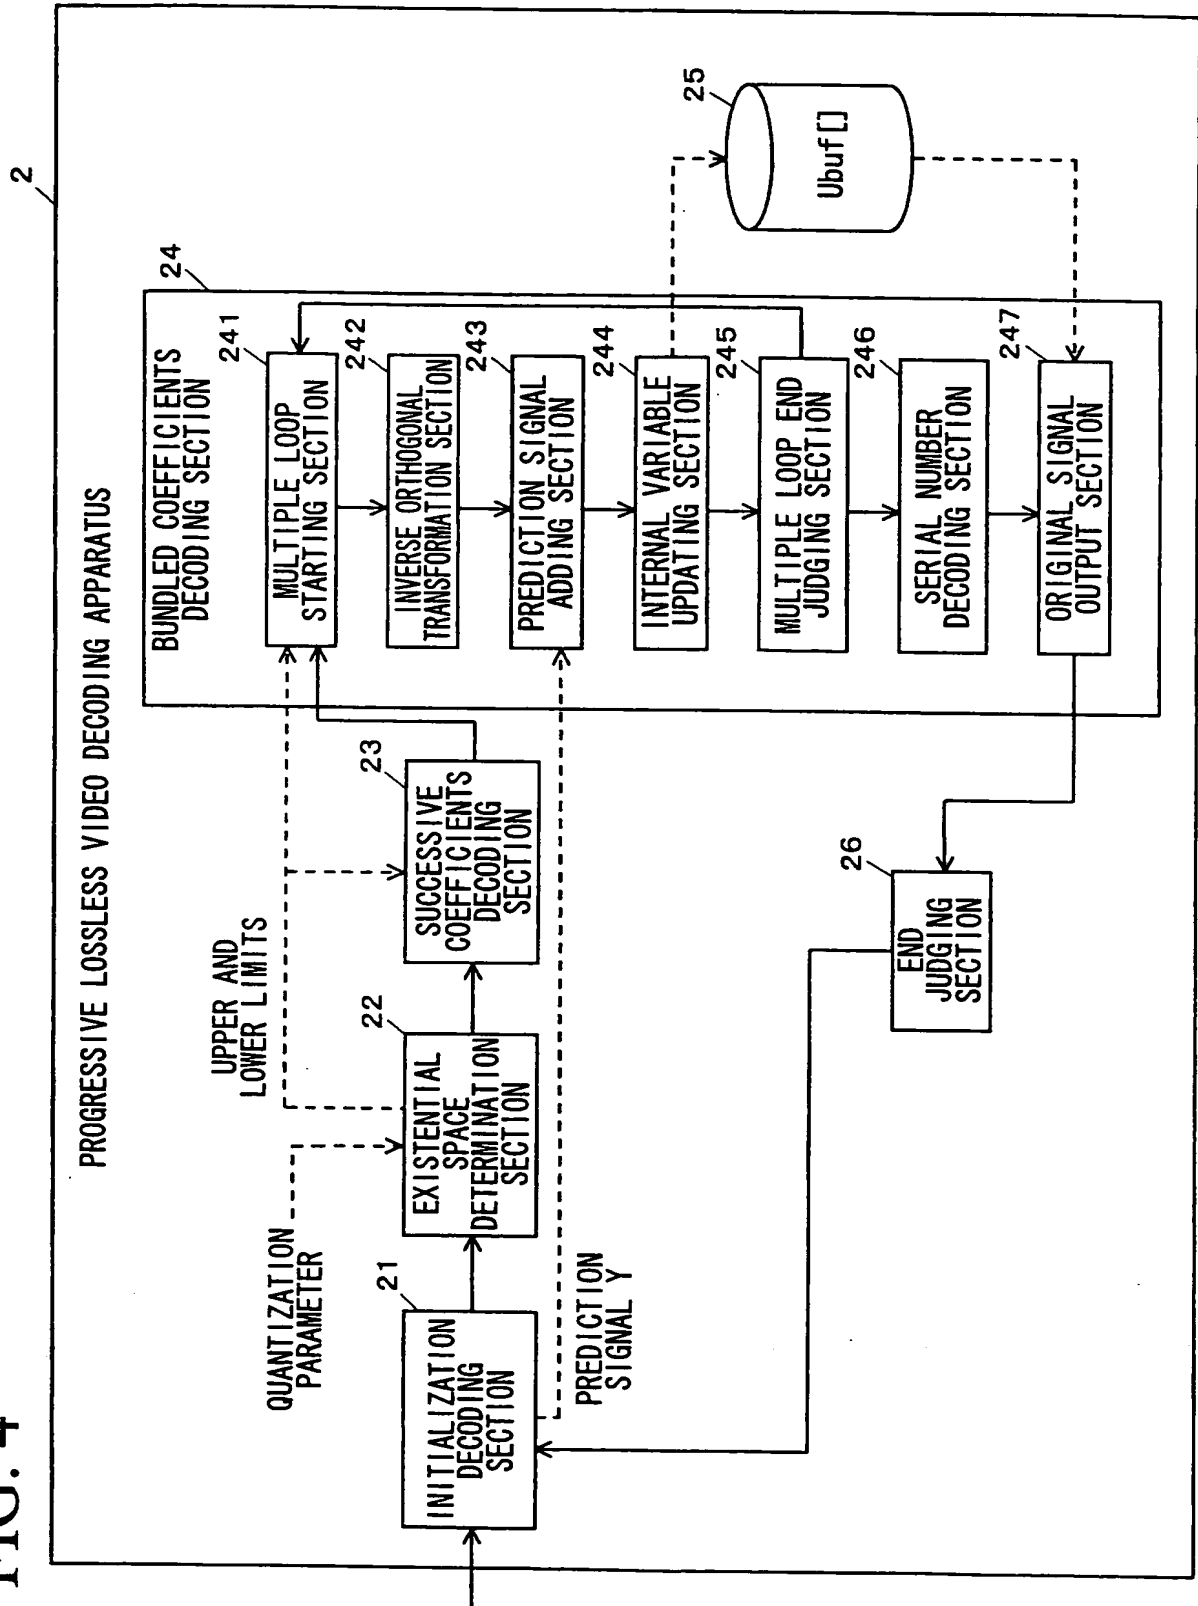 FIG. 4
2
PROGRESSIVE LOSSLESS VIDEO DECODING APPARATUS
QUANTIZATION
PARAMETER
UPPER AND
LOWER LIMITS
21
INITIALIZATION
DECODING
SECTION
22
EXISTENTIAL
SPACE
DETERMINATION
SECTION
23
SUCCESSIVE
COEFFICIENTS
DECODING
SECTION
PREDICTION
SIGNAL Y
24
BUNDLED COEFFICIENTS
DECODING SECTION
241
MULTIPLE LOOP
STARTING SECTION
242
INVERSE ORTHOGONAL
TRANSFORMATION SECTION
243
PREDICTION SIGNAL
ADDING SECTION
244
INTERNAL VARIABLE
UPDATING SECTION
245
MULTIPLE LOOP END
JUDGING SECTION
246
SERIAL NUMBER
DECODING SECTION
247
ORIGINAL SIGNAL
OUTPUT SECTION
25
Ubuf[]
26
END
JUDGING
SECTION